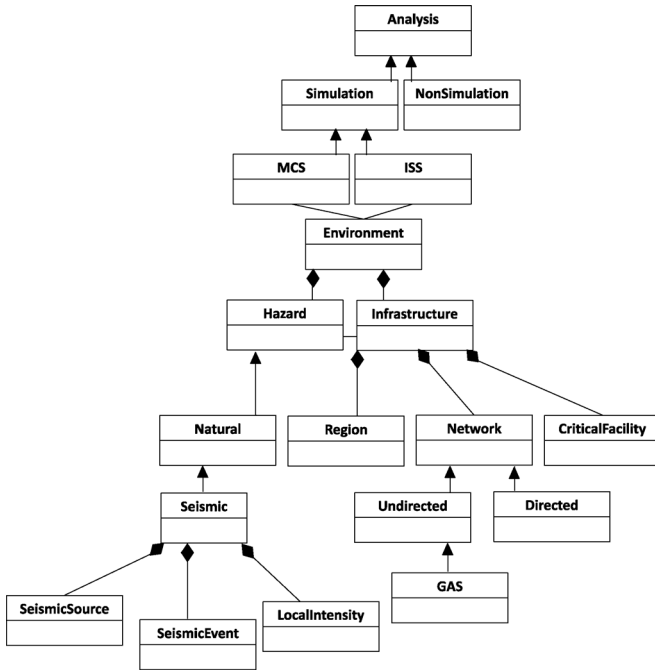 Analysis
Simulation
NonSimulation
MCS
ISS
Environment
Hazard
Infrastructure
Natural
Region
Network
CriticalFacility
Seismic
Undirected
Directed
GAS
SeismicSource
LocalIntensity
SeismicEvent